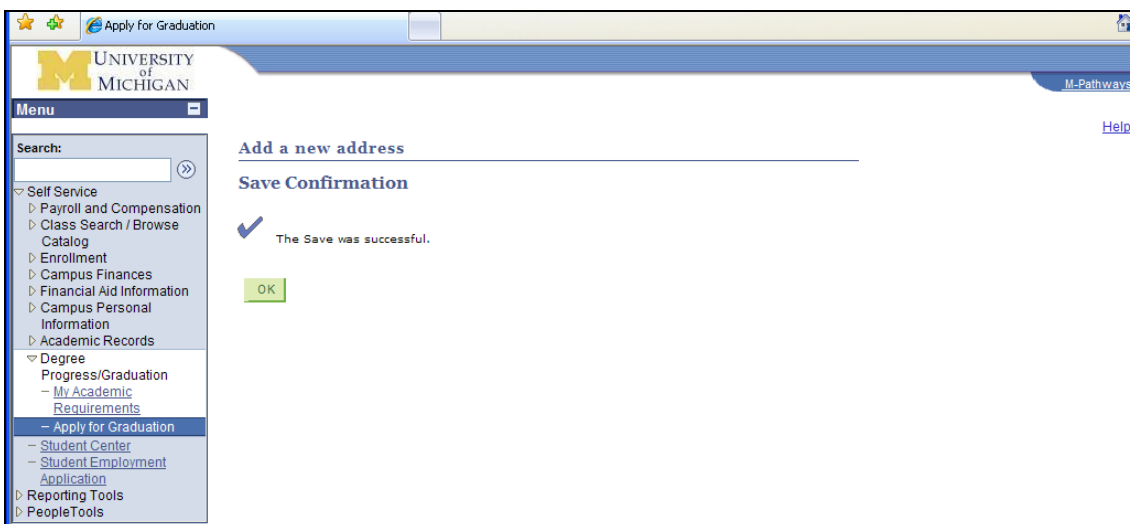 Apply for Graduation
UNIVERSITY
of
MICHIGAN
M-Pathways
Menu
Help
Search:
Add a new address
Self Service
Save Confirmation
Payroll and Compensation
Class Search / Browse
Catalog
The Save was successful.
Enrollment
Campus Finances
Financial Aid Information
OK
Campus Personal
Information
Academic Records
Degree
Progress/Graduation
– My Academic
Requirements
– Apply for Graduation
– Student Center
– Student Employment
Application
Reporting Tools
PeopleTools